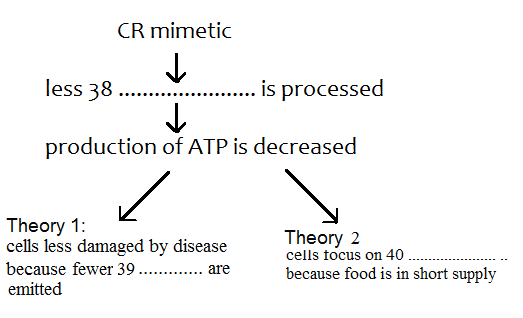 CR mimetic
less 38 ....................... is processed
production of ATP is decreased
Theory 1:
cells less damaged by disease
because fewer 39 ............. are
emitted
Theory 2
cells focus on 40 ...................... ..
because food is in short supply